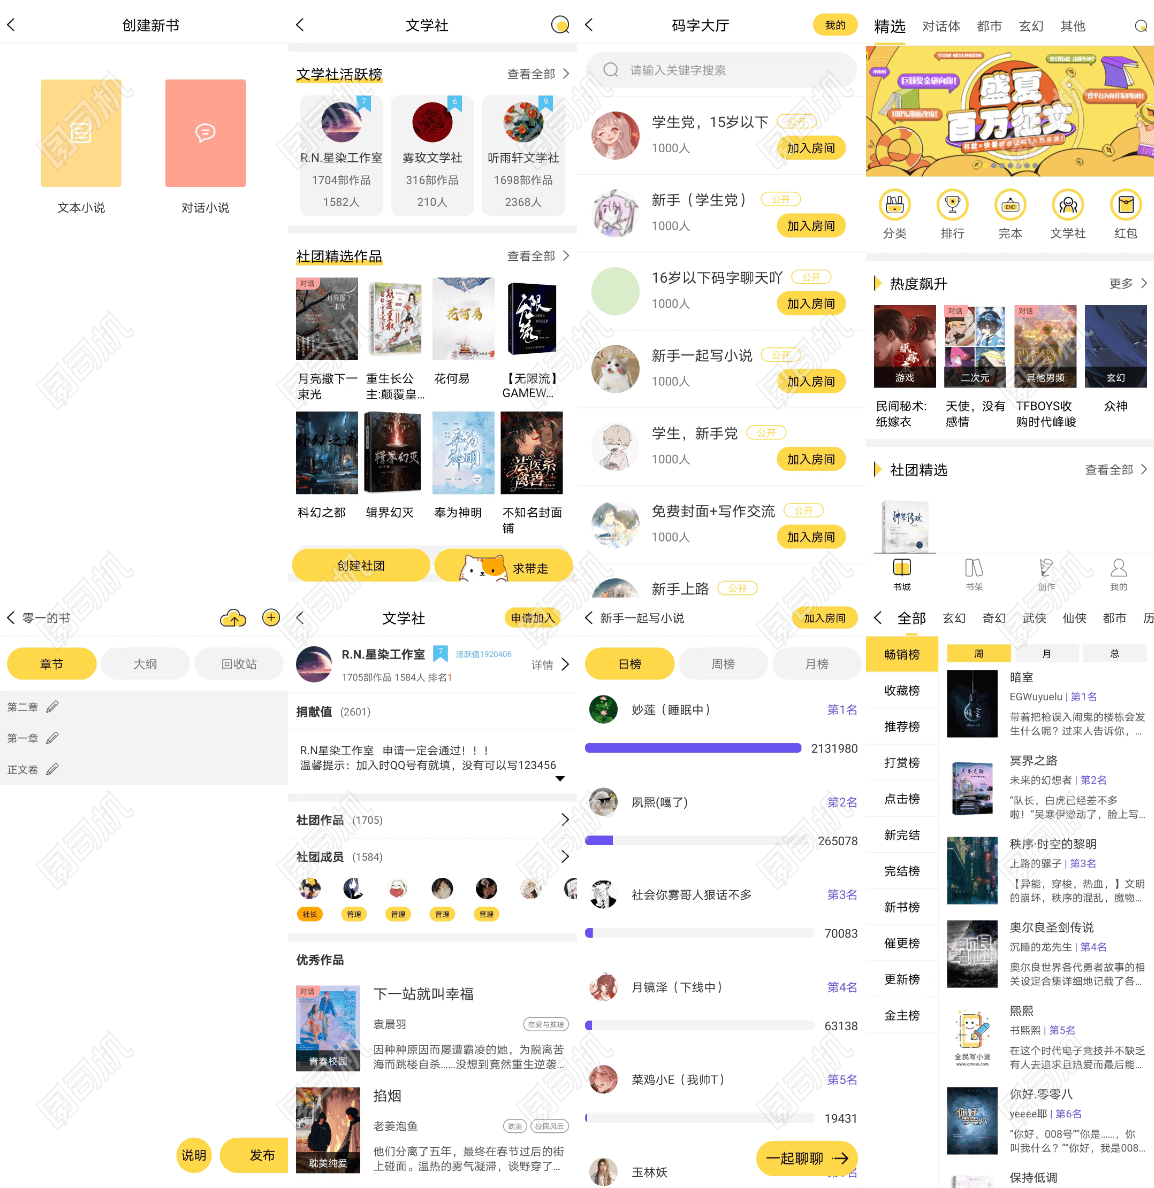 创建新书
文本小说
对话小说
文学社
文学社活跃榜
查看全部
7
6
9
R.N.星染工作室
雾玫文学社
听雨轩文学社
1704部作品
316部作品
1698部作品
1582人
210人
2368人
社团精选作品
查看全部
对话
月亮撤下一束光
重生长公主:颠覆皇...
花何易
【无限流】GAMEW...
科幻之都
辑界幻灭
奉为神明
不知名封面铺
创建社团
求带走
码字大厅
我的
请输入关键字搜索
学生党，15岁以下
公开
1000人
加入房间
新手（学生党）
公开
1000人
加入房间
16岁以下码字聊天吖
公开
1000人
加入房间
新手一起写小说
公开
1000人
加入房间
学生，新手党
公开
1000人
加入房间
免费封面+写作交流
公开
1000人
加入房间
新手上路
公开
精选
对话体
都市
玄幻
其他
盛夏
百万征文
分类
排行
完本
文学社
红包
热度飙升
更多
对话
对话
游戏
二次元
其他男频
玄幻
民间秘术:纸嫁衣
天使，没有感情
TFBOYS收购时代峰峻
众神
社团精选
查看全部
书城
书架
创作
我的
零一的书
章节
大纲
回收站
第二章
第一章
正文卷
说明
发布
文学社
申请加入
R.N.星染工作室
7
活跃值1920406
1705部作品 1584人 排名1
详情
捐献值 (2601)
R.N星染工作室 申请一定会通过！！！
温馨提示：加入时QQ号有就填，没有可以写123456
社团作品 (1705)
社团成员 (1584)
社长
管理
管理
管理
管理
优秀作品
对话
青春校园
下一站就叫幸福
袁晨羽
恋爱与推理
因种种原因而屡遭霸凌的她，为脱离苦
海而跳楼自杀......没想到竟然重生逆袭...
耽美纯爱
掐烟
老姜泡鱼
耽美
校园风云
他们分离了五年，最终在春节过后的街
上碰面。温热的雾气凝滞，谈野穿了...
新手一起写小说
加入房间
日榜
周榜
月榜
妙莲（睡眠中）
第1名
2131980
夙熙(嘎了)
第2名
265078
社会你雾哥人狠话不多
第3名
70083
月镜泽（下线中）
第4名
63138
菜鸡小E（我帅T）
第5名
19431
玉林妖
一起聊聊
全部
玄幻
奇幻
武侠
仙侠
都市
历
畅销榜
收藏榜
推荐榜
打赏榜
点击榜
新完结
完结榜
新书榜
催更榜
更新榜
金主榜
周
月
总
暗室
EGWuyuelu | 第1名
带着把枪误入闹鬼的楼栋会发
生什么呢？过来人告诉你，...
冥界之路
未来的幻想者 | 第2名
“队长，白虎已经差不多
啦！”吴寒伊激动了，脸上写...
秩序·时空的黎明
上路的骡子 | 第3名
【异能，穿梭，热血，】文明
的崩坏，秩序的混乱，魔物...
奥尔良圣剑传说
沉睡的龙先生 | 第4名
奥尔良世界各代勇者故事的相
关设定合集详细地记载了各...
熙熙
书熙熙 | 第5名
在这个时代电子竞技并不缺乏
有人去追求且热爱而最后能...
全民写小说
你好.零零八
yeeee耶 | 第6名
“你好，008号”“你是......，你
叫我什么？”“你好，我是008...
保持低调